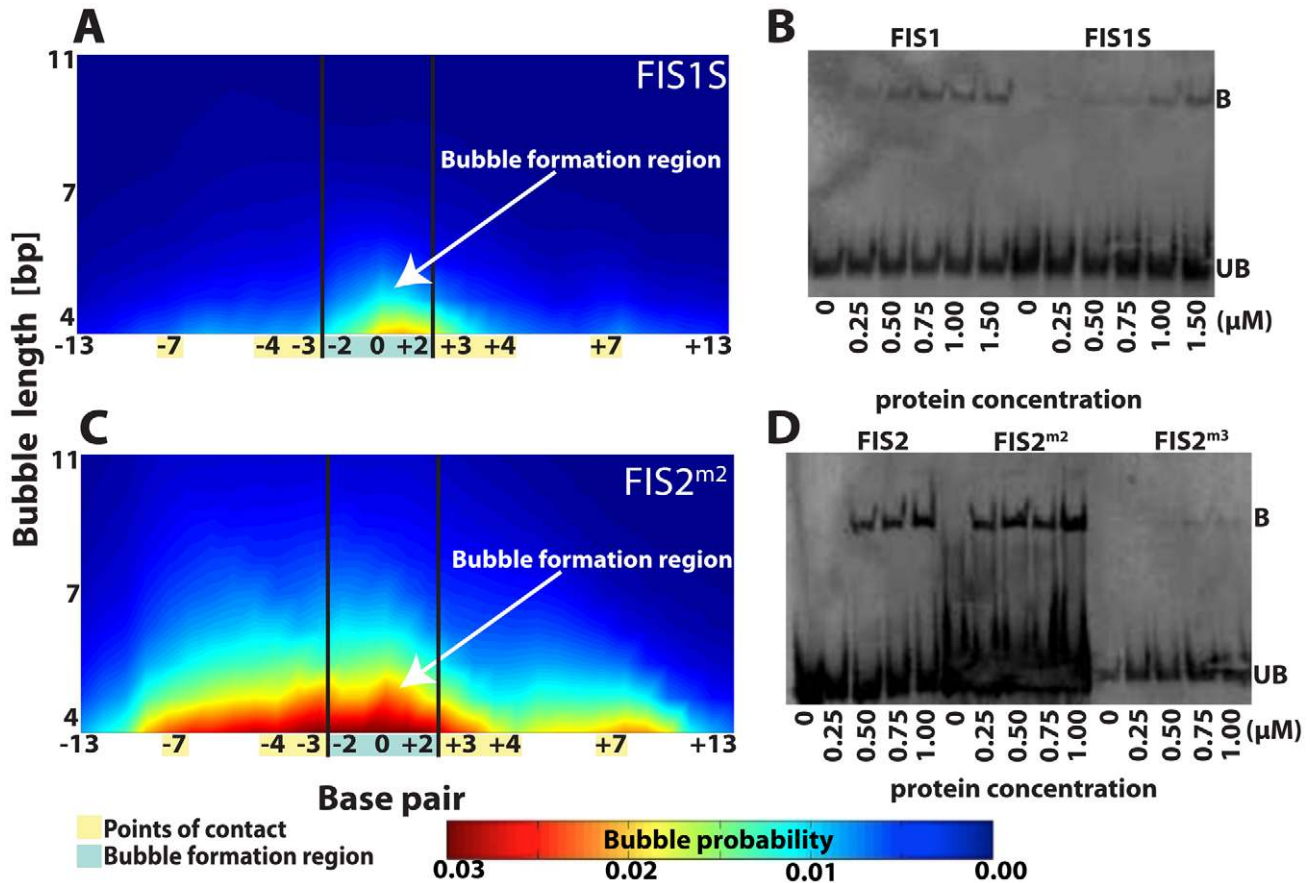 A
FIS1S
11
7
4
Bubble formation region
-13 -7 -4 -3 -2 0 +2 +3 +4 +7 +13
B
FIS1 FIS1S
B
UB
0 0.25 0.50 0.75 1.00 1.50 0 0.25 0.50 0.75 1.00 1.50 (µM)
protein concentration
Bubble length [bp]
C
FIS2m2
11
7
4
Bubble formation region
-13 -7 -4 -3 -2 0 +2 +3 +4 +7 +13
Base pair
D
FIS2 FIS2m2 FIS2m3
B
UB
0 0.25 0.50 0.75 1.00 0 0.25 0.50 0.75 1.00 0 0.25 0.50 0.75 1.00 (µM)
protein concentration
Points of contact
Bubble formation region
Bubble probability
0.03 0.02 0.01 0.00